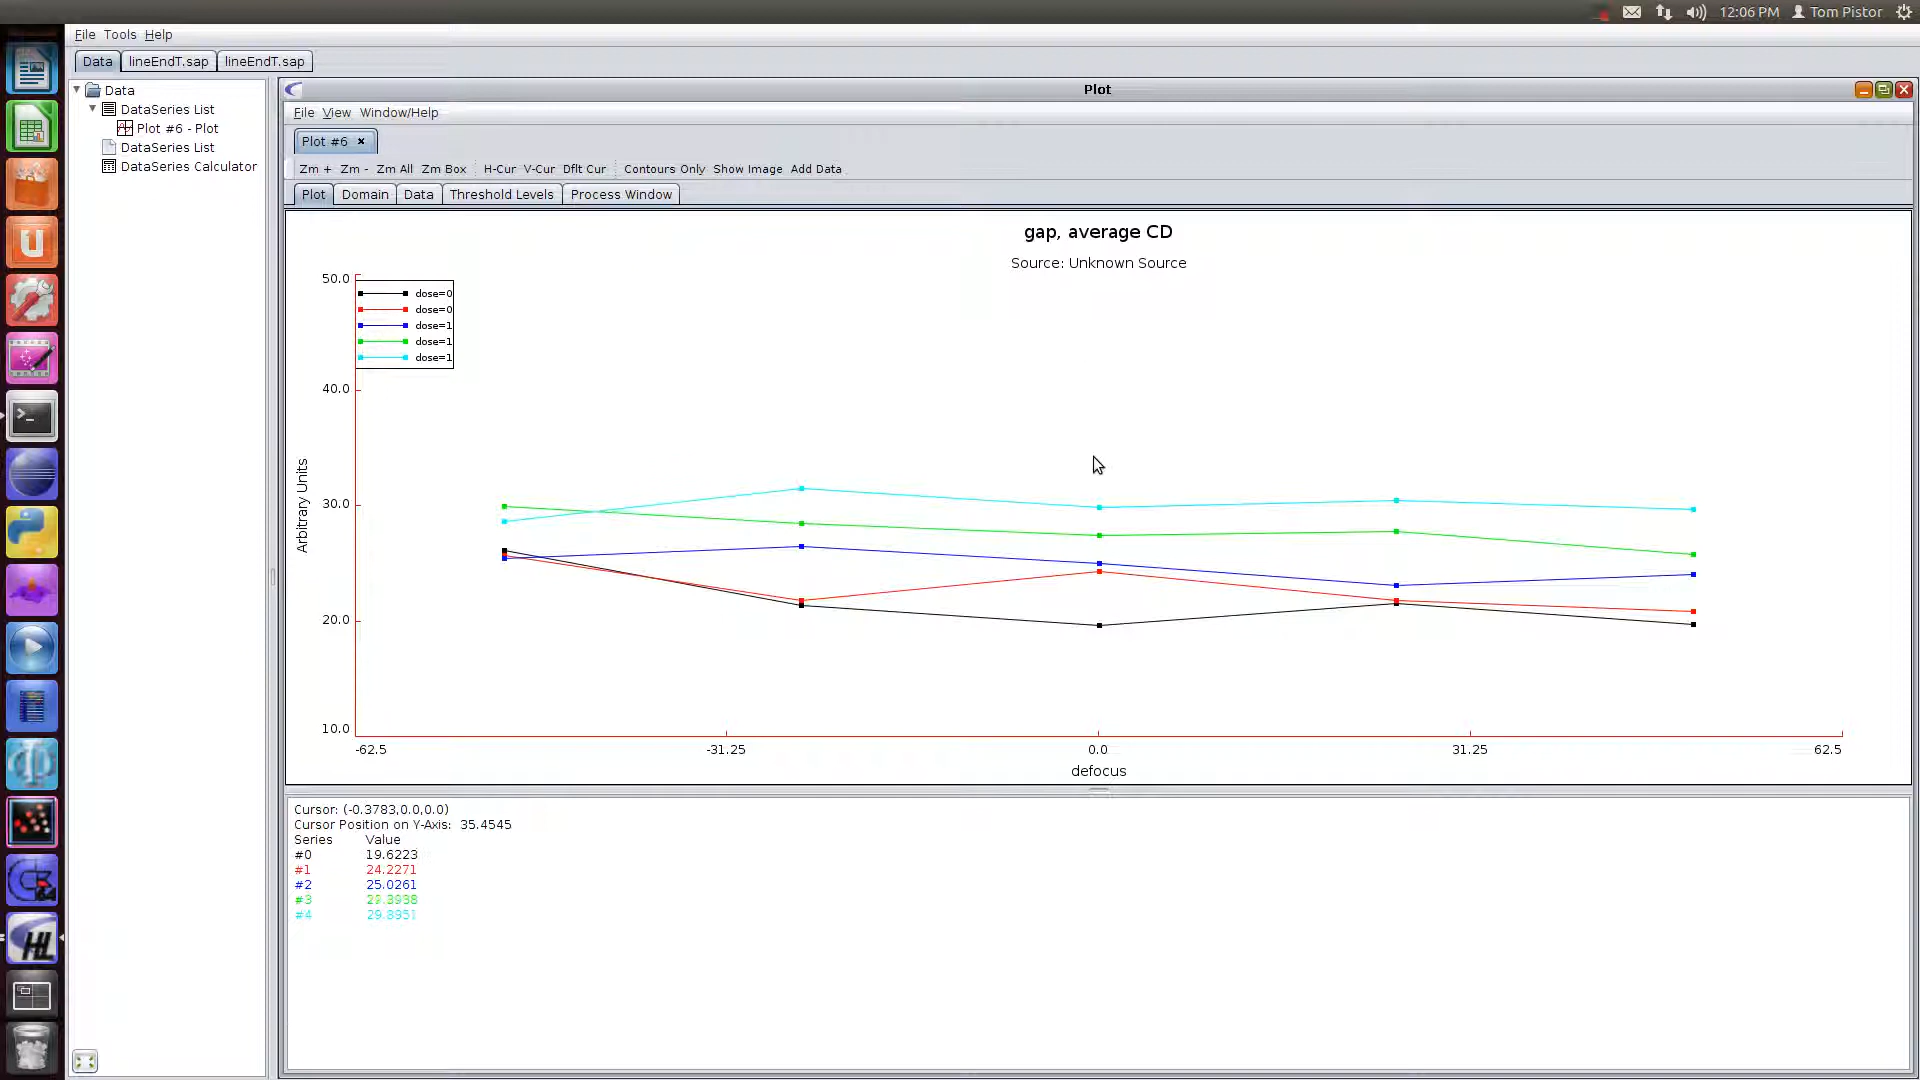 12:06 PM Tom Pistor
File Tools Help
Data lineEndT.sap lineEndT.sap
Data
DataSeries List
Plot #6 - Plot
DataSeries List
DataSeries Calculator
Plot
File View Window/Help
Plot #6
Zm + Zm - Zm All Zm Box H-Cur V-Cur Dflt Cur Contours Only Show Image Add Data
Plot Domain Data Threshold Levels Process Window
gap, average CD
Source: Unknown Source
dose=0
dose=0
dose=1
dose=1
dose=1
50.0
40.0
30.0
20.0
10.0
Arbitrary Units
-62.5 -31.25 0.0 31.25 62.5
defocus
Cursor: (-0.3783,0.0,0.0)
Cursor Position on Y-Axis: 35.4545
Series Value
#0 19.6223
#1 24.2271
#2 25.0261
#3
#4
HL